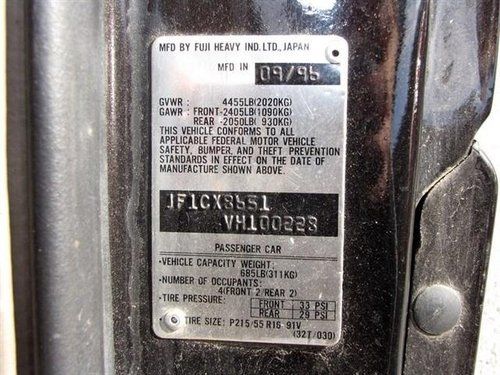 MFD BY FUJI HEAVY IND. LTD., JAPAN
MFD IN 09/96
GVWR : 4455LB(2020KG)
GAWR : FRONT-2405LB(1090KG)
REAR -2050LB( 930KG)
THIS VEHICLE CONFORMS TO ALL
APPLICABLE FEDERAL MOTOR VEHICLE
SAFETY, BUMPER, AND THEFT PREVENTION
STANDARDS IN EFFECT ON THE DATE OF
MANUFACTURE SHOWN ABOVE.
JF1CX8551
VH100228
PASSENGER CAR
•VEHICLE CAPACITY WEIGHT:
685LB(311KG)
•NUMBER OF OCCUPANTS:
4(FRONT 2/REAR 2)
•TIRE PRESSURE: FRONT 33 PSI
REAR 29 PSI
TIRE SIZE: P215/55 R16 91V
(32T/030)